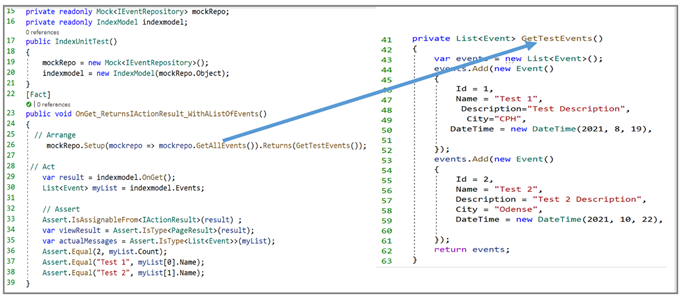 15 private readonly Mock<IEventRepository> mockRepo;
16 private readonly IndexModel indexmodel;
0 references
17 public IndexUnitTest()
18 {
19 mockRepo = new Mock<IEventRepository>();
20 indexmodel = new IndexModel(mockRepo.Object);
21 }
22 [Fact]
| 0 references
23 public void OnGet_ReturnsIActionResult_WithAListOfEvents()
24 {
25 // Arrange
26 mockRepo.Setup(mockrepo => mockrepo.GetAllEvents()).Returns(GetTestEvents());
27
28 // Act
29 var result = indexmodel.OnGet();
30 List<Event> myList = indexmodel.Events;
31
32 // Assert
33 Assert.IsAssignableFrom<IActionResult>(result) ;
34 var viewResult = Assert.IsType<PageResult>(result);
35 var actualMessages = Assert.IsType<List<Event>>(myList);
36 Assert.Equal(2, myList.Count);
37 Assert.Equal("Test 1", myList[0].Name);
38 Assert.Equal("Test 2", myList[1].Name);
39 }
41 private List<Event> GetTestEvents()
42 {
43 var events = new List<Event>();
44 events.Add(new Event()
45 {
46 Id = 1,
47 Name = "Test 1",
48 Description="Test Description",
49 City="CPH",
50 DateTime = new DateTime(2021, 8, 19),
51
52 });
53 events.Add(new Event()
54 {
55 Id = 2,
56 Name = "Test 2",
57 Description = "Test 2 Description",
58 City = "Odense",
59 DateTime = new DateTime(2021, 10, 22),
60
61 });
62 return events;
63 }